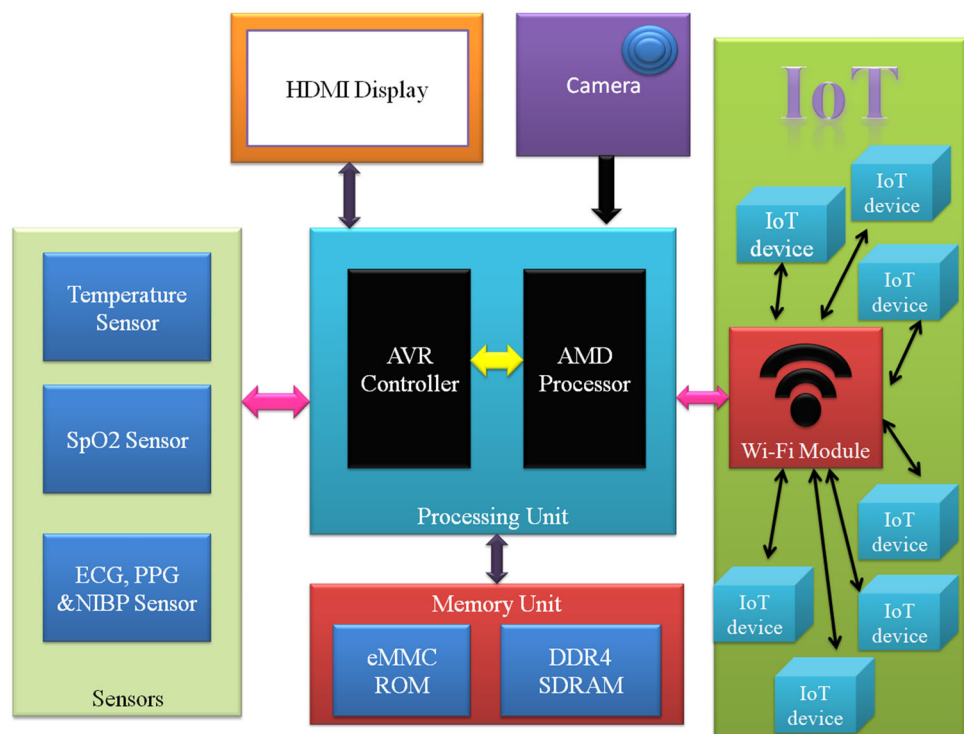 HDMI Display
Camera
IoT
IoT
device
IoT
device
IoT
device
Temperature
Sensor
SpO2 Sensor
ECG, PPG
&NIBP Sensor
Sensors
AVR
Controller
AMD
Processor
Processing Unit
Wi-Fi Module
Memory Unit
eMMC
ROM
DDR4
SDRAM
IoT
device
IoT
device
IoT
device
IoT
device